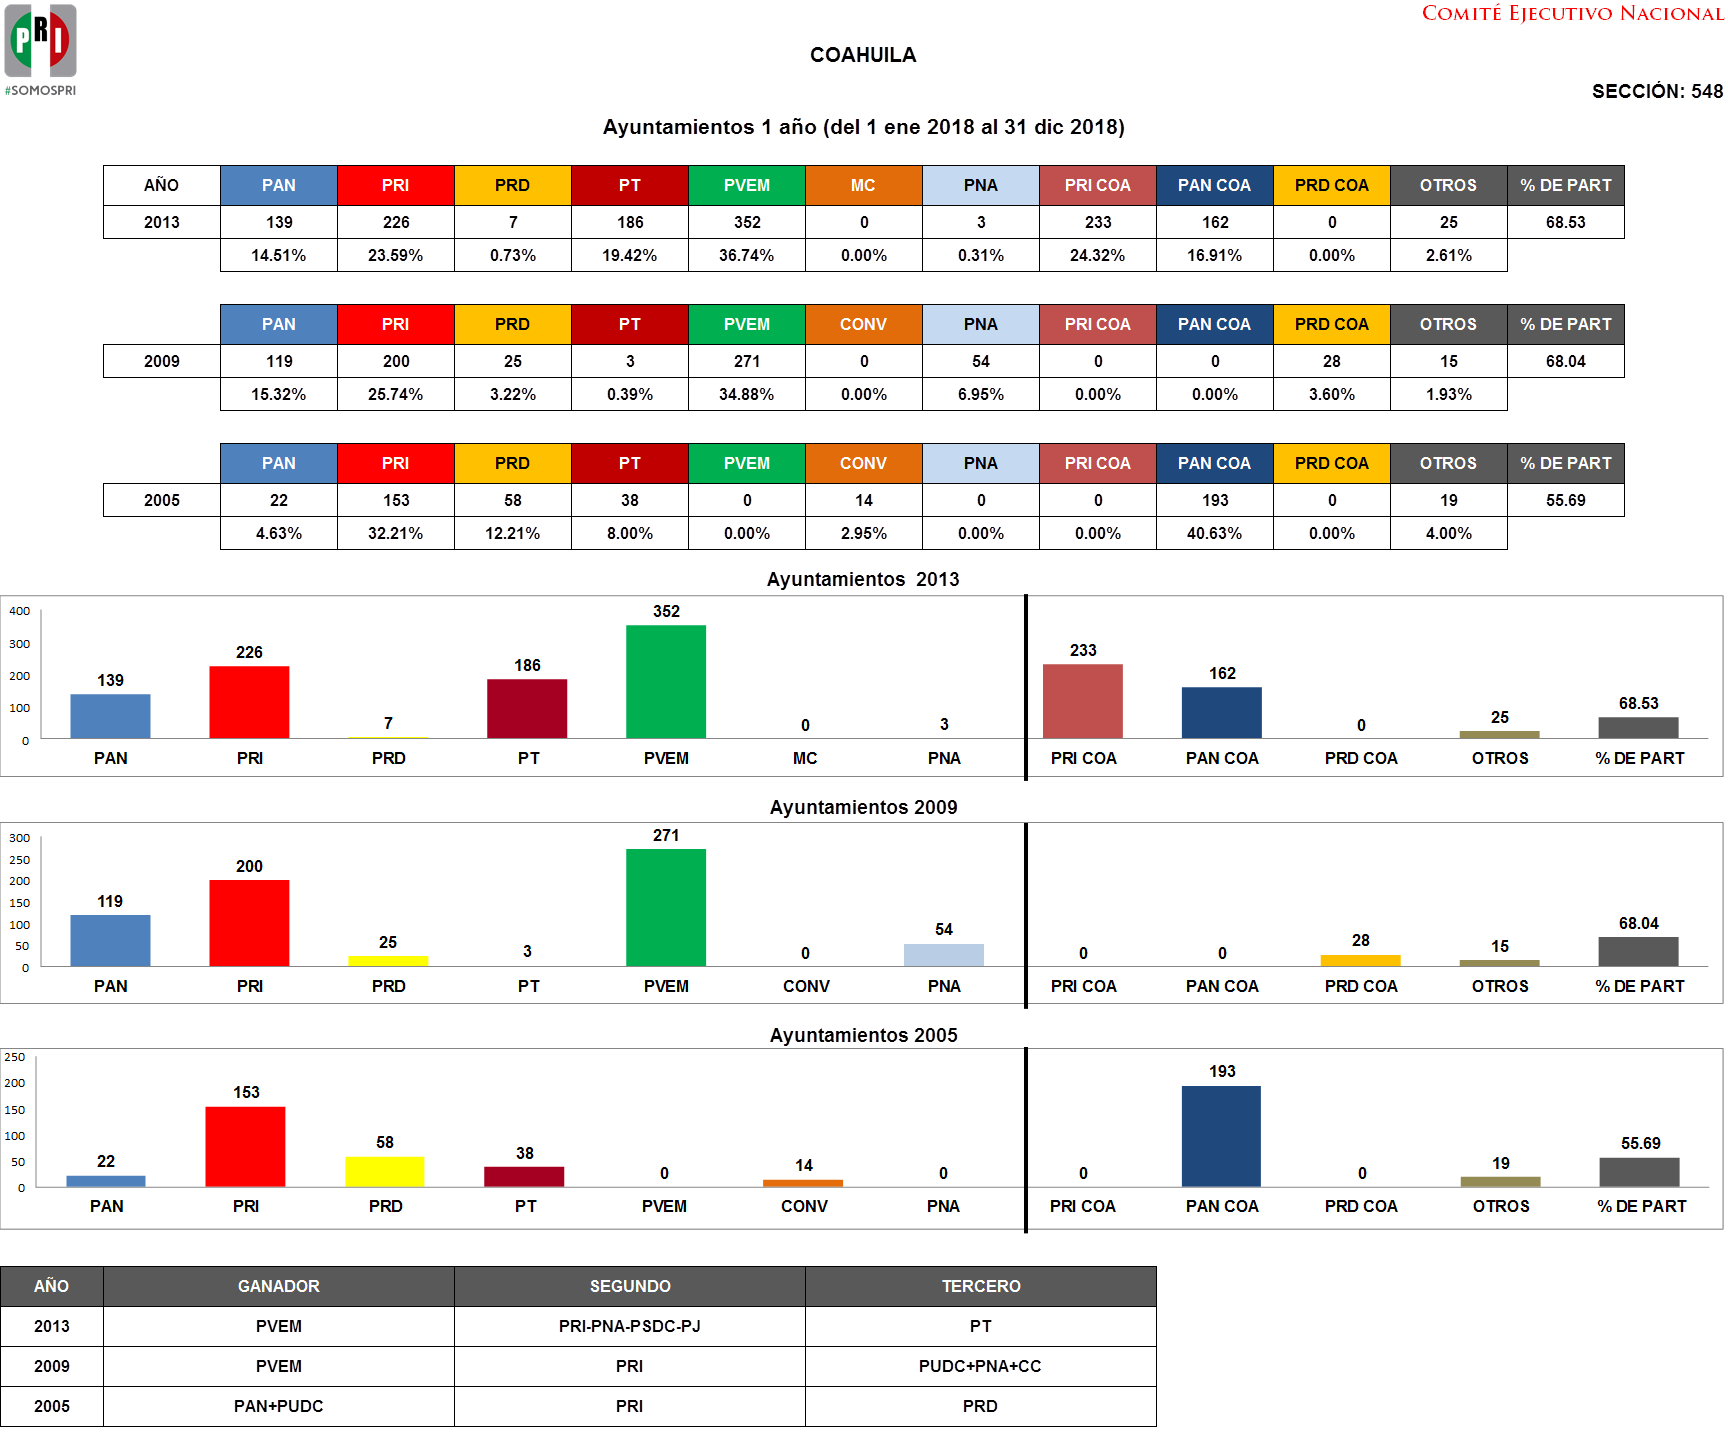 PRI
#SOMOSPRI
COMITÉ EJECUTIVO NACIONAL
COAHUILA
SECCIÓN: 548
Ayuntamientos 1 año (del 1 ene 2018 al 31 dic 2018)
AÑO PAN PRI PRD PT PVEM MC PNA PRI COA PAN COA PRD COA OTROS % DE PART
2013 139 226 7 186 352 0 3 233 162 0 25 68.53
14.51% 23.59% 0.73% 19.42% 36.74% 0.00% 0.31% 24.32% 16.91% 0.00% 2.61%
PAN PRI PRD PT PVEM CONV PNA PRI COA PAN COA PRD COA OTROS % DE PART
2009 119 200 25 3 271 0 54 0 0 28 15 68.04
15.32% 25.74% 3.22% 0.39% 34.88% 0.00% 6.95% 0.00% 0.00% 3.60% 1.93%
PAN PRI PRD PT PVEM CONV PNA PRI COA PAN COA PRD COA OTROS % DE PART
2005 22 153 58 38 0 14 0 0 193 0 19 55.69
4.63% 32.21% 12.21% 8.00% 0.00% 2.95% 0.00% 0.00% 40.63% 0.00% 4.00%
Ayuntamientos 2013
400
300
200
100
0
139 226 7 186 352 0 3 233 162 0 25 68.53
PAN PRI PRD PT PVEM MC PNA PRI COA PAN COA PRD COA OTROS % DE PART
Ayuntamientos 2009
300
250
200
150
100
50
0
119 200 25 3 271 0 54 0 0 28 15 68.04
PAN PRI PRD PT PVEM CONV PNA PRI COA PAN COA PRD COA OTROS % DE PART
Ayuntamientos 2005
250
200
150
100
50
0
22 153 58 38 0 14 0 0 193 0 19 55.69
PAN PRI PRD PT PVEM CONV PNA PRI COA PAN COA PRD COA OTROS % DE PART
AÑO GANADOR SEGUNDO TERCERO
2013 PVEM PRI-PNA-PSDC-PJ PT
2009 PVEM PRI PUDC+PNA+CC
2005 PAN+PUDC PRI PRD